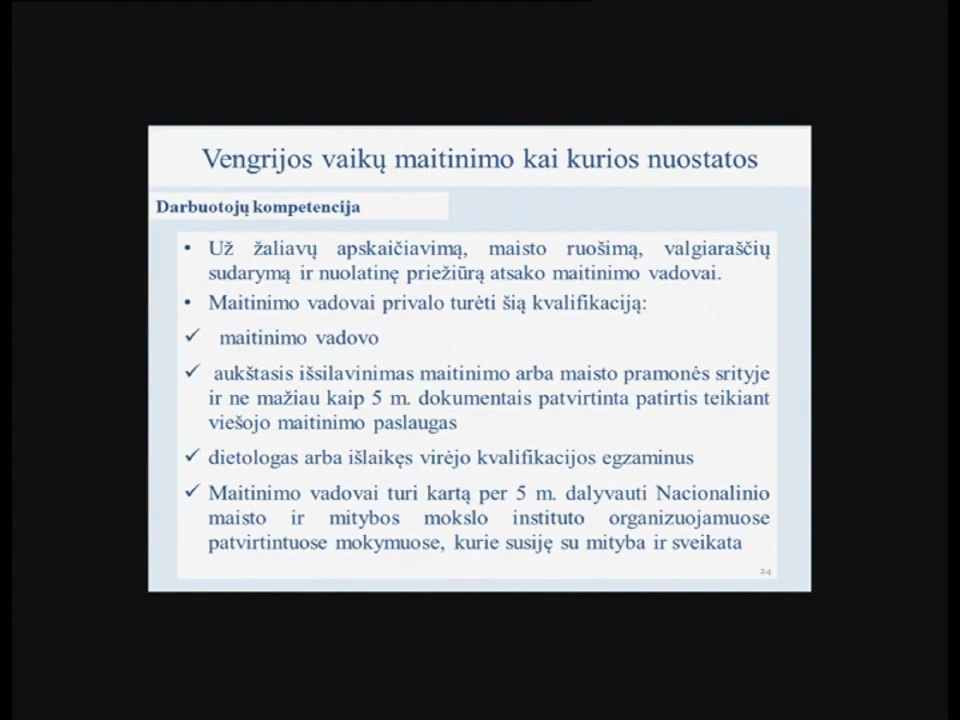 Vengrijos vaikų maitinimo kai kurios nuostatos
Darbuotojų kompetencija
• Už žaliavų apskaičiavimą, maisto ruošimą, valgiaraščių
sudarymą ir nuolatinę priežiūrą atsako maitinimo vadovai.
• Maitinimo vadovai privalo turėti šią kvalifikaciją:
✓ maitinimo vadovo
✓ aukštasis išsilavinimas maitinimo arba maisto pramonės srityje
ir ne mažiau kaip 5 m. dokumentais patvirtinta patirtis teikiant
viešojo maitinimo paslaugas
✓ dietologas arba išlaikęs virėjo kvalifikacijos egzaminus
✓ Maitinimo vadovai turi kartą per 5 m. dalyvauti Nacionalinio
maisto ir mitybos mokslo instituto organizuojamuose
patvirtintuose mokymuose, kurie susiję su mityba ir sveikata
24